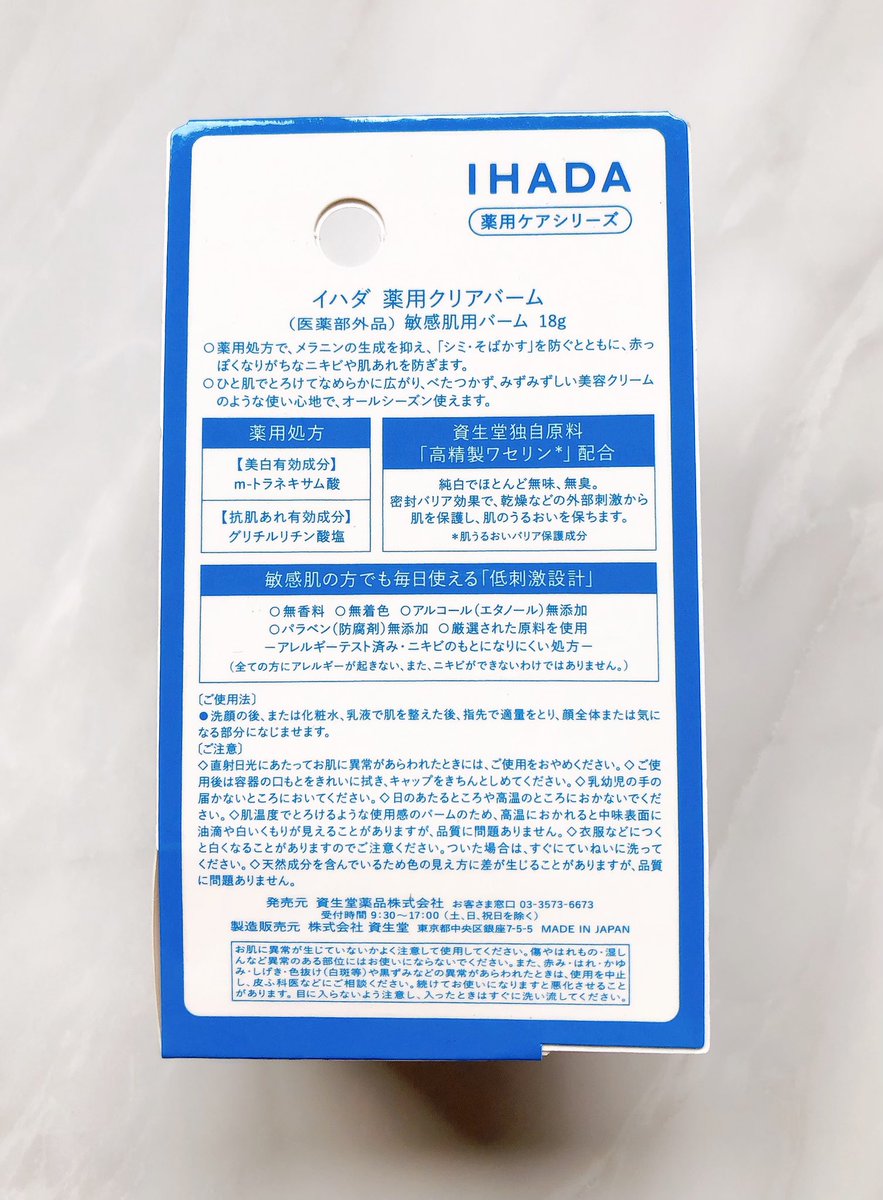 IHADA
薬用ケアシリーズ
イハダ 薬用クリアバーム
（医薬部外品） 敏感肌用バーム 18g
○薬用処方で、メラニンの生成を抑え、「シミ・そばかす」を防ぐとともに、赤っ
ぽくなりがちなニキビや肌あれを防ぎます。
○ひと肌でとろけてなめらかに広がり、べたつかず、みずみずしい美容クリーム
のような使い心地で、オールシーズン使えます。
薬用処方
【美白有効成分】
m-トラネキサム酸
【抗肌あれ有効成分】
グリチルリチン酸塩
資生堂独自原料
「高精製ワセリン*」配合
純白でほとんど無味、無臭。
密封バリア効果で、乾燥などの外部刺激から
肌を保護し、肌のうるおいを保ちます。
*肌うるおいバリア保護成分
敏感肌の方でも毎日使える「低刺激設計」
○無香料 ○無着色 ○アルコール（エタノール）無添加
○パラベン（防腐剤）無添加 ○厳選された原料を使用
－アレルギーテスト済み・ニキビのもとになりにくい処方－
（全ての方にアレルギーが起きない、また、ニキビができないわけではありません。）
〔ご使用法〕
●洗顔の後、または化粧水、乳液で肌を整えた後、指先で適量をとり、顔全体または気に
なる部分になじませます。
〔ご注意〕
◇直射日光にあたってお肌に異常があらわれたときには、ご使用をおやめください。◇ご使
用後は容器の口もとをきれいに拭き、キャップをきちんとしめてください。◇乳幼児の手の
届かないところにおいてください。◇日のあたるところや高温のところにおかないでくだ
さい。◇肌温度でとろけるような使用感のバームのため、高温におかれると中味表面に
油滴や白いくもりが見えることがありますが、品質に問題ありません。◇衣服などにつく
と白くなることがありますのでご注意ください。ついた場合は、すぐにていねいに洗って
ください。◇天然成分を含んでいるため色の見え方に差が生じることがありますが、品質
に問題ありません。
発売元 資生堂薬品株式会社 お客さま窓口 03-3573-6673
受付時間 9:30～17:00（土、日、祝日を除く）
製造販売元 株式会社 資生堂 東京都中央区銀座7-5-5 MADE IN JAPAN
お肌に異常が生じていないかよく注意して使用してください。傷やはれもの・湿し
んなど異常のある部位にはお使いにならないでください。また、赤み・はれ・かゆ
み・しげき・色抜け（白斑等）や黒ずみなどの異常があらわれたときは、使用を中止
し、皮ふ科医などにご相談ください。続けてお使いになりますと悪化させること
があります。目に入らないよう注意し、入ったときはすぐに洗い流してください。